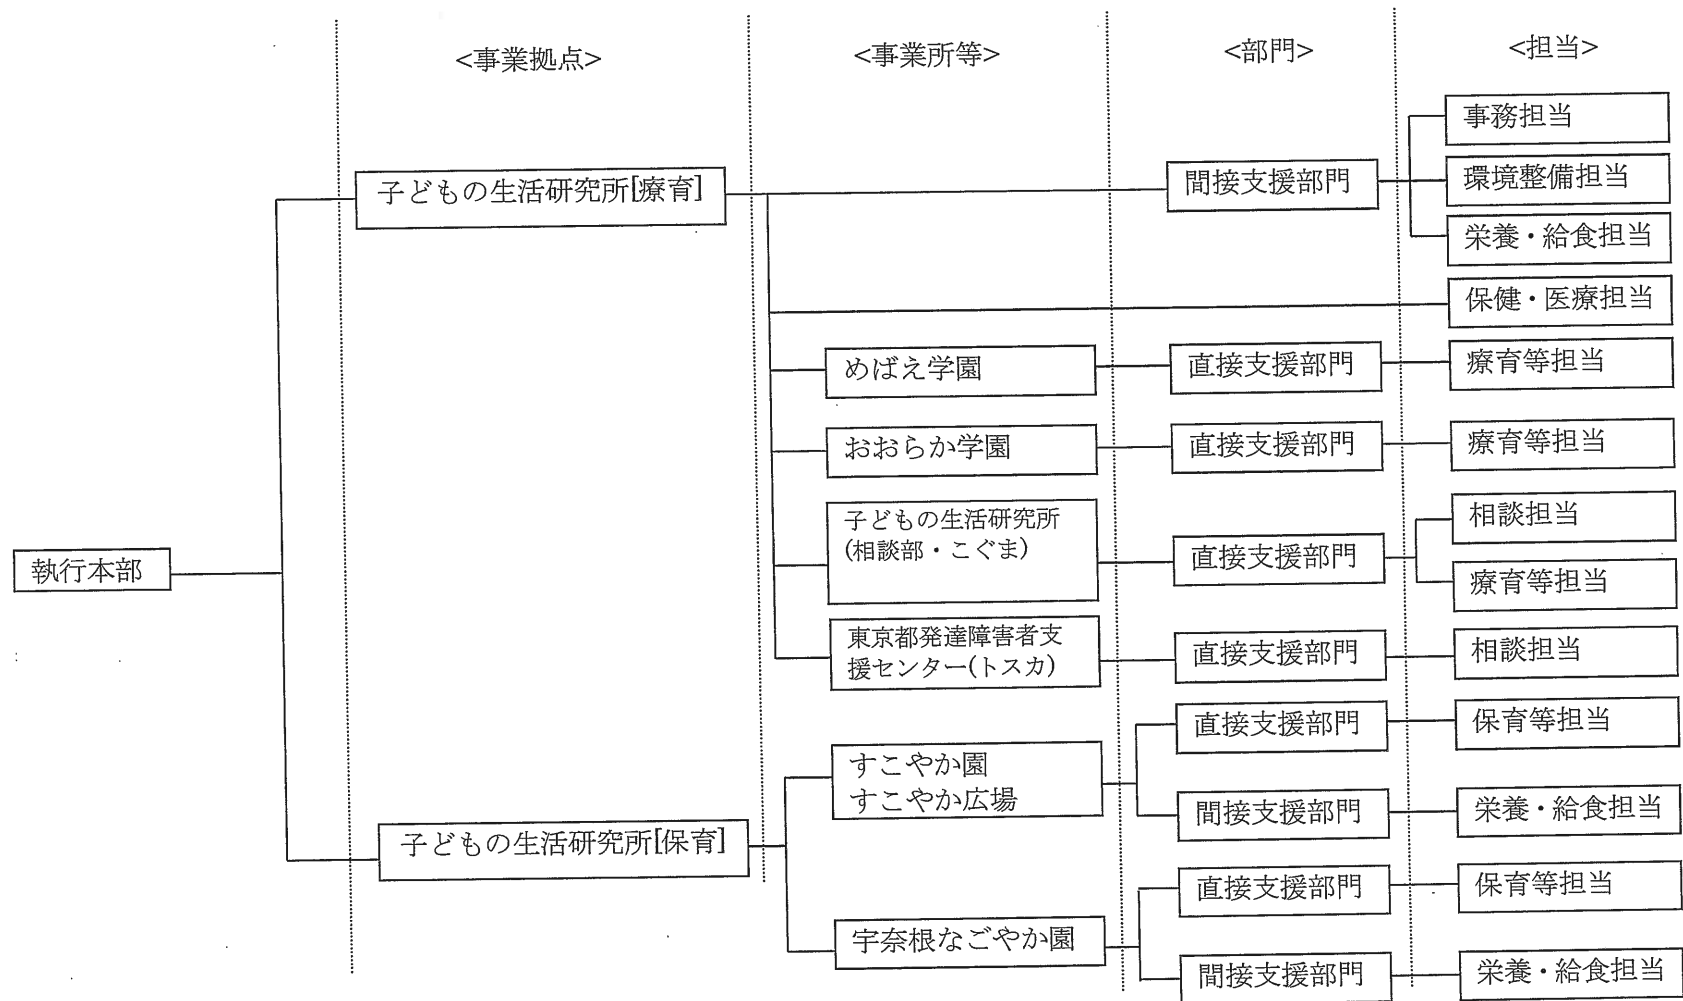 <事業拠点>
<事業所等>
<部門>
<担当>
執行本部
子どもの生活研究所[療育]
間接支援部門
事務担当
環境整備担当
栄養・給食担当
保健・医療担当
めばえ学園
直接支援部門
療育等担当
おおらか学園
直接支援部門
療育等担当
子どもの生活研究所
(相談部・こぐま)
直接支援部門
相談担当
療育等担当
東京都発達障害者支
援センター(トスカ)
直接支援部門
相談担当
子どもの生活研究所[保育]
すこやか園
すこやか広場
直接支援部門
保育等担当
間接支援部門
栄養・給食担当
宇奈根なごやか園
直接支援部門
保育等担当
間接支援部門
栄養・給食担当